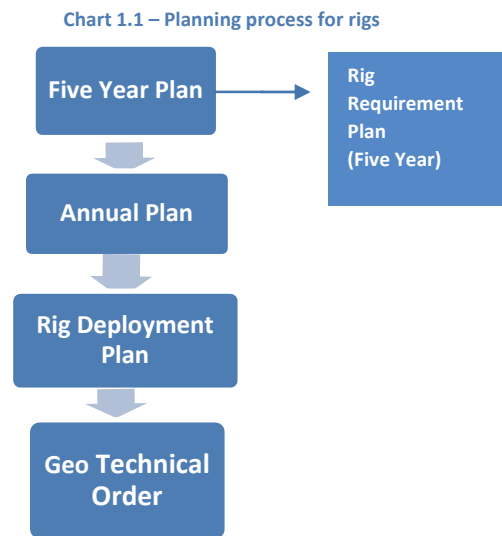 Chart 1.1 – Planning process for rigs
Five Year Plan
Rig
Requirement
Plan
(Five Year)
Annual Plan
Rig Deployment
Plan
Geo Technical
Order